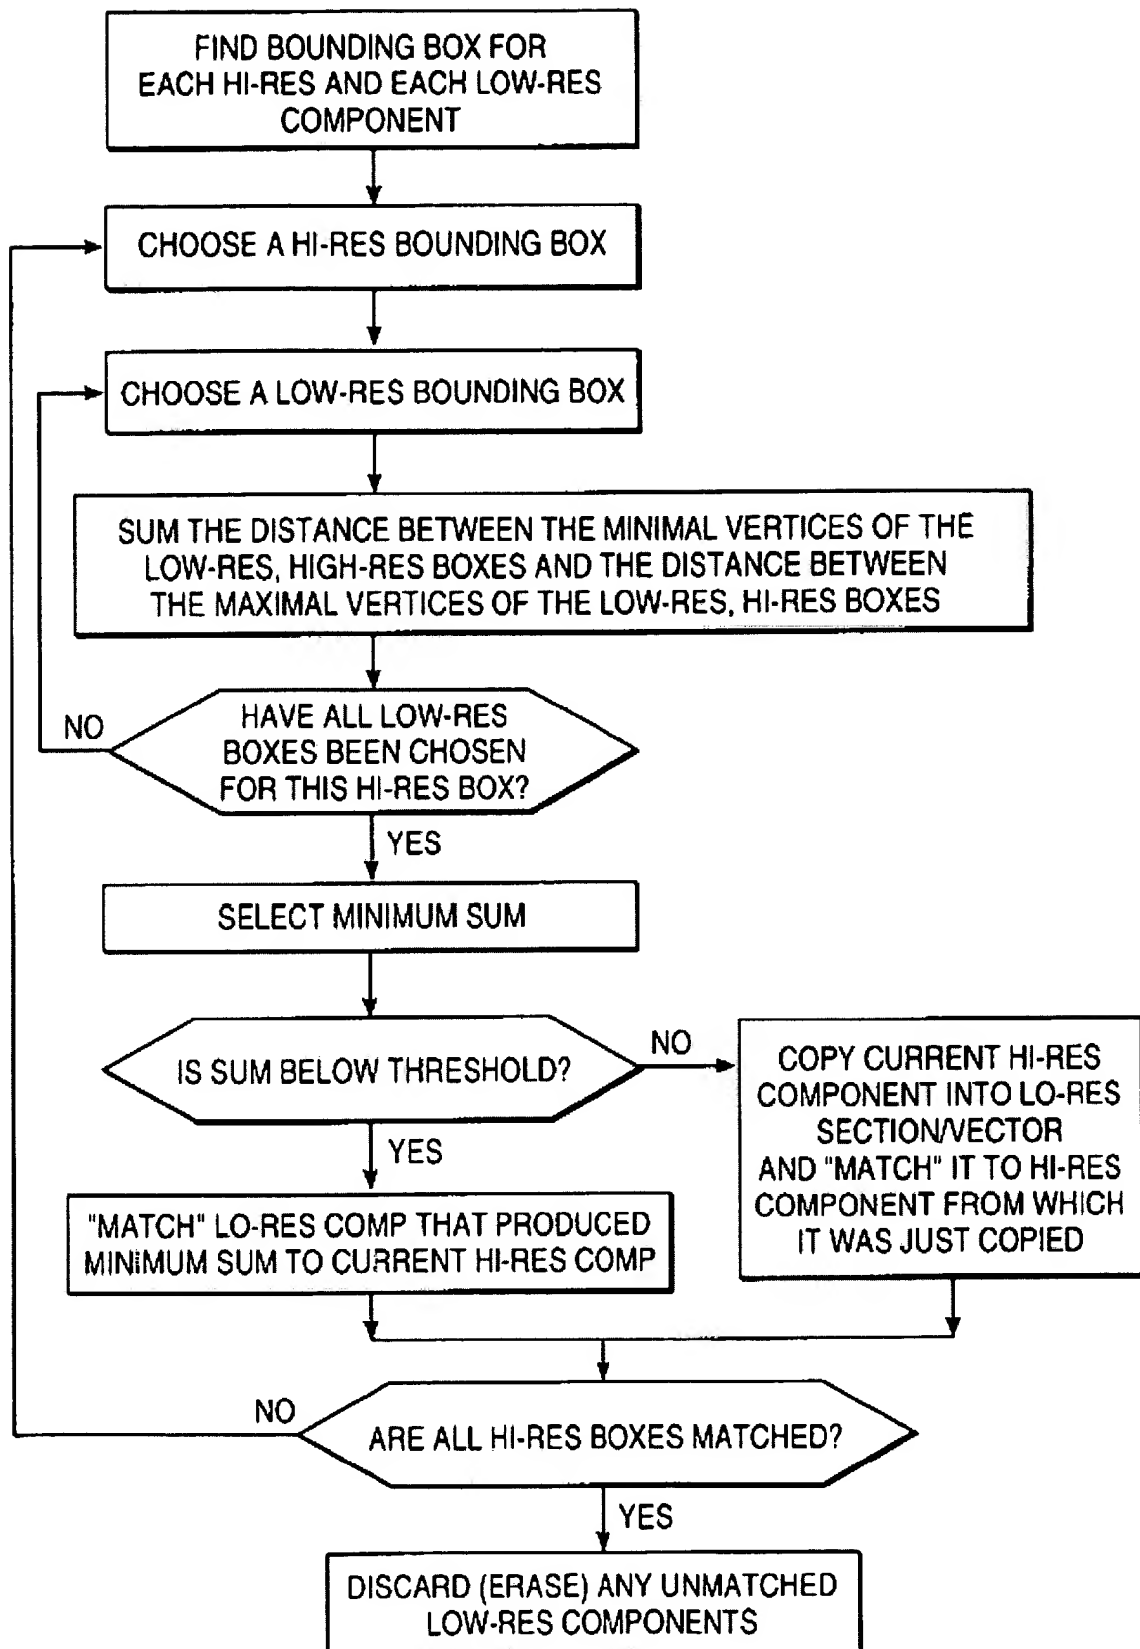 FIND BOUNDING BOX FOR
EACH HI-RES AND EACH LOW-RES
COMPONENT
CHOOSE A HI-RES BOUNDING BOX
CHOOSE A LOW-RES BOUNDING BOX
SUM THE DISTANCE BETWEEN THE MINIMAL VERTICES OF THE
LOW-RES, HIGH-RES BOXES AND THE DISTANCE BETWEEN
THE MAXIMAL VERTICES OF THE LOW-RES, HI-RES BOXES
NO
HAVE ALL LOW-RES
BOXES BEEN CHOSEN
FOR THIS HI-RES BOX?
YES
SELECT MINIMUM SUM
IS SUM BELOW THRESHOLD?
NO
YES
COPY CURRENT HI-RES
COMPONENT INTO LO-RES
SECTION/VECTOR
AND "MATCH" IT TO HI-RES
COMPONENT FROM WHICH
IT WAS JUST COPIED
"MATCH" LO-RES COMP THAT PRODUCED
MINIMUM SUM TO CURRENT HI-RES COMP
NO
ARE ALL HI-RES BOXES MATCHED?
YES
DISCARD (ERASE) ANY UNMATCHED
LOW-RES COMPONENTS